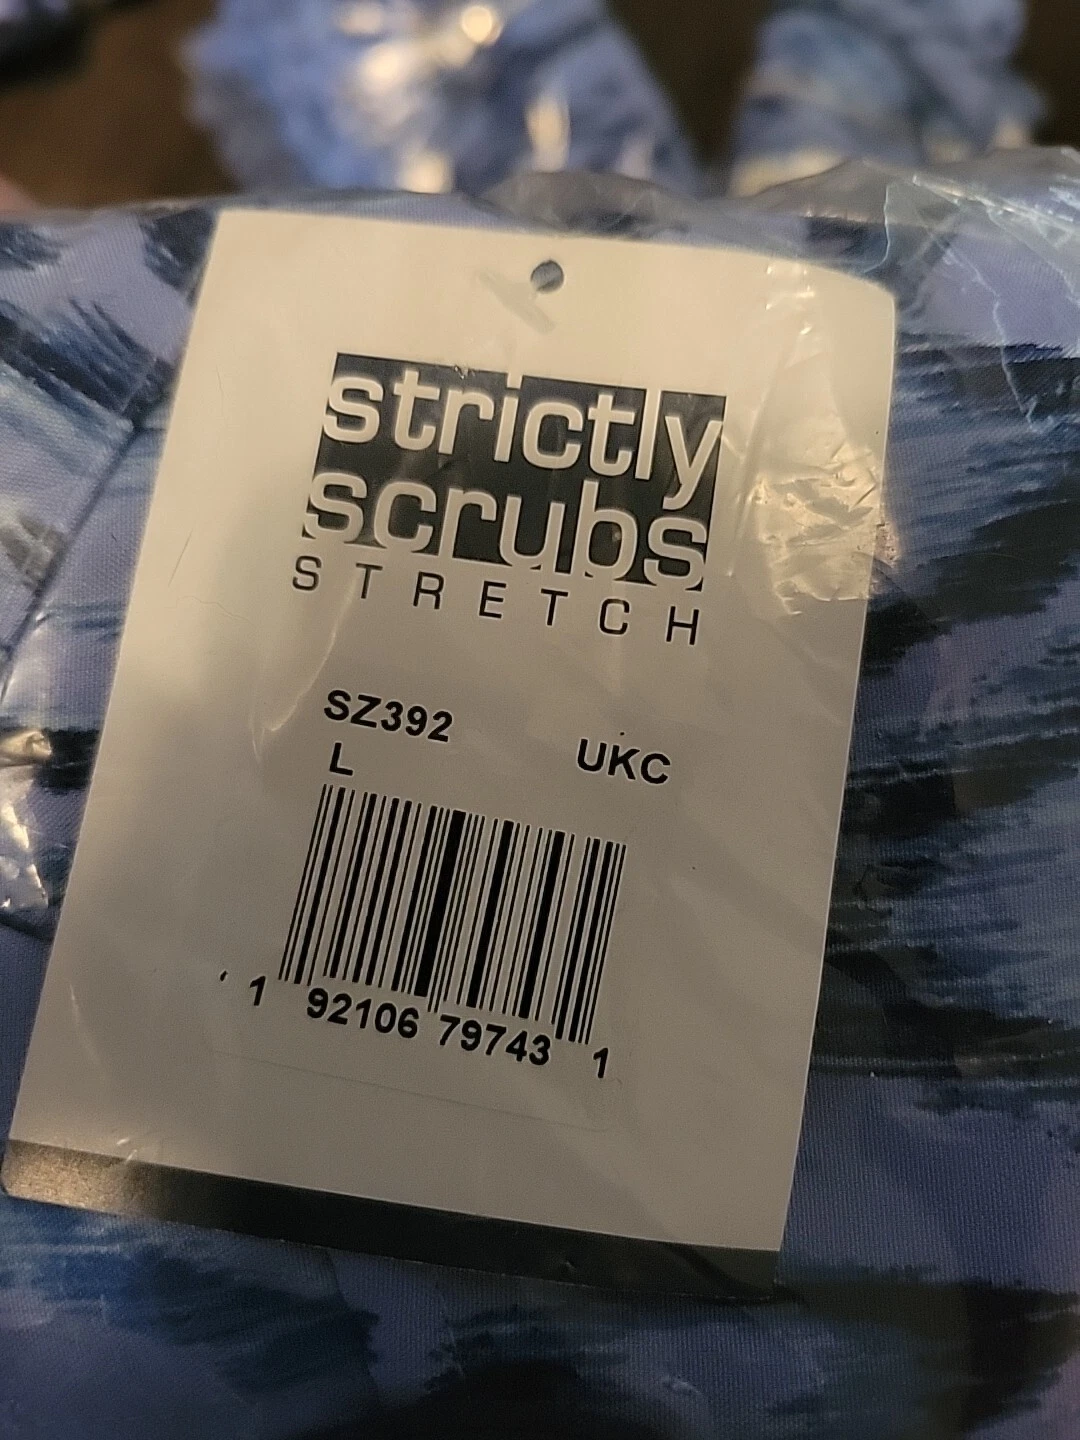 strictly
scrubs
STRETCH
SZ392
L UKC
1 92106 79743 1